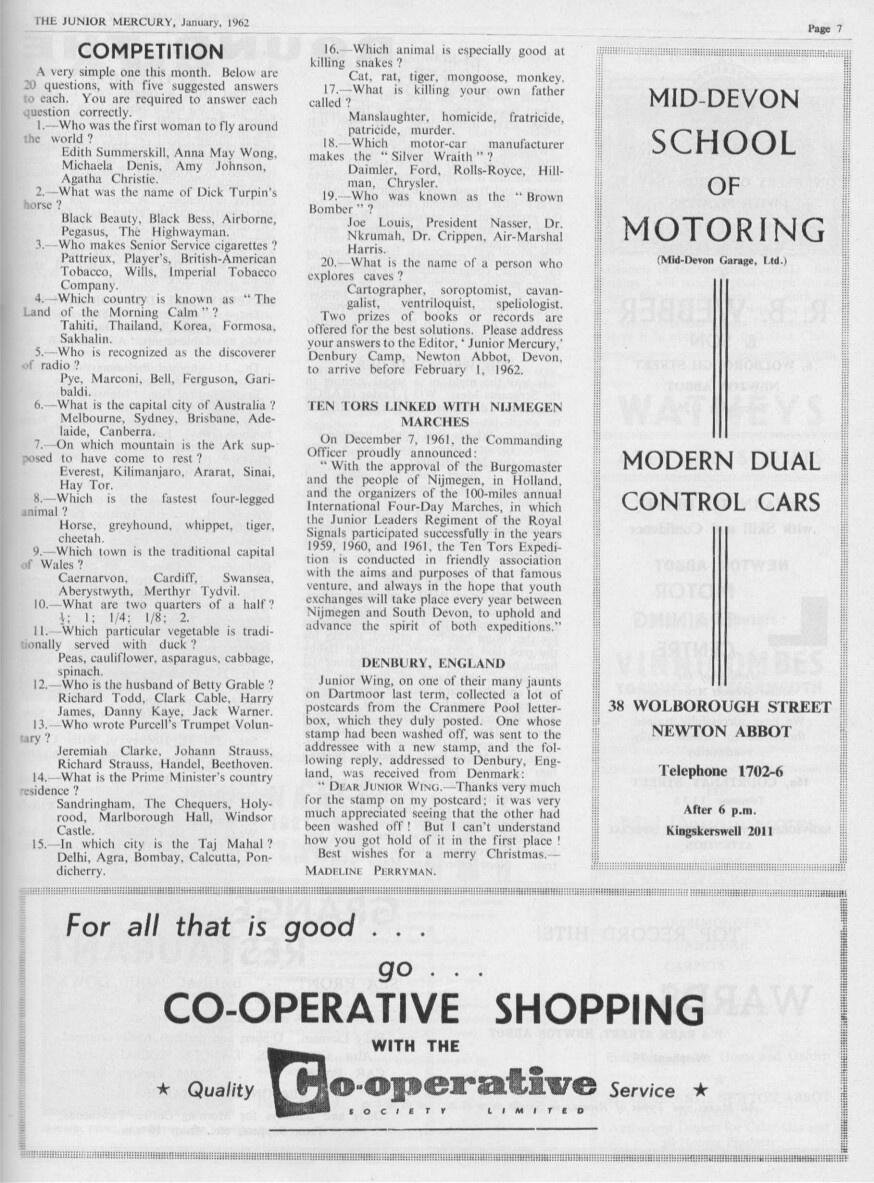 THE JUNIOR MERCURY, January, 1962
Page 7
COMPETITION
A very simple one this month. Below are
20 questions, with five suggested answers
to each. You are required to answer each
question correctly.
1.—Who was the first woman to fly around
the world ?
Edith Summerskill, Anna May Wong,
Michaela Denis, Amy Johnson,
Agatha Christie.
2.—What was the name of Dick Turpin's
horse ?
Black Beauty, Black Bess, Airborne,
Pegasus, The Highwayman.
3.—Who makes Senior Service cigarettes ?
Pattrieux, Player's, British-American
Tobacco, Wills, Imperial Tobacco
Company.
4.—Which country is known as “ The
Land of the Morning Calm ” ?
Tahiti, Thailand, Korea, Formosa,
Sakhalin.
5.—Who is recognized as the discoverer
of radio ?
Pye, Marconi, Bell, Ferguson, Gari-
baldi.
6.—What is the capital city of Australia ?
Melbourne, Sydney, Brisbane, Ade-
laide, Canberra.
7.—On which mountain is the Ark sup-
posed to have come to rest ?
Everest, Kilimanjaro, Ararat, Sinai,
Hay Tor.
8.—Which is the fastest four-legged
animal ?
Horse, greyhound, whippet, tiger,
cheetah.
9.—Which town is the traditional capital
of Wales ?
Caernarvon, Cardiff, Swansea,
Aberystwyth, Merthyr Tydvil.
10.—What are two quarters of a half ?
½; 1; 1/4; 1/8; 2.
11.—Which particular vegetable is tradi-
tionally served with duck ?
Peas, cauliflower, asparagus, cabbage,
spinach.
12.—Who is the husband of Betty Grable ?
Richard Todd, Clark Cable, Harry
James, Danny Kaye, Jack Warner.
13.—Who wrote Purcell's Trumpet Volun-
tary ?
Jeremiah Clarke, Johann Strauss,
Richard Strauss, Handel, Beethoven.
14.—What is the Prime Minister's country
residence ?
Sandringham, The Chequers, Holy-
rood, Marlborough Hall, Windsor
Castle.
15.—In which city is the Taj Mahal ?
Delhi, Agra, Bombay, Calcutta, Pon-
dicherry.
16.—Which animal is especially good at
killing snakes ?
Cat, rat, tiger, mongoose, monkey.
17.—What is killing your own father
called ?
Manslaughter, homicide, fratricide,
patricide, murder.
18.—Which motor-car manufacturer
makes the “ Silver Wraith ” ?
Daimler, Ford, Rolls-Royce, Hill-
man, Chrysler.
19.—Who was known as the “ Brown
Bomber ” ?
Joe Louis, President Nasser, Dr.
Nkrumah, Dr. Crippen, Air-Marshal
Harris.
20.—What is the name of a person who
explores caves ?
Cartographer, soroptomist, cavan-
galist, ventriloquist, speliologist.
Two prizes of books or records are
offered for the best solutions. Please address
your answers to the Editor, ‘ Junior Mercury,’
Denbury Camp, Newton Abbot, Devon,
to arrive before February 1, 1962.
TEN TORS LINKED WITH NIJMEGEN
MARCHES
On December 7, 1961, the Commanding
Officer proudly announced :
“ With the approval of the Burgomaster
and the people of Nijmegen, in Holland,
and the organizers of the 100-miles annual
International Four-Day Marches, in which
the Junior Leaders Regiment of the Royal
Signals participated successfully in the years
1959, 1960, and 1961, the Ten Tors Expedi-
tion is conducted in friendly association
with the aims and purposes of that famous
venture, and always in the hope that youth
exchanges will take place every year between
Nijmegen and South Devon, to uphold and
advance the spirit of both expeditions.”
DENBURY, ENGLAND
Junior Wing, on one of their many jaunts
on Dartmoor last term, collected a lot of
postcards from the Cranmere Pool letter-
box, which they duly posted. One whose
stamp had been washed off, was sent to the
addressee with a new stamp, and the fol-
lowing reply, addressed to Denbury, Eng-
land, was received from Denmark :
“ DEAR JUNIOR WING.—Thanks very much
for the stamp on my postcard ; it was very
much appreciated seeing that the other had
been washed off ! But I can't understand
how you got hold of it in the first place !
Best wishes for a merry Christmas.—
MADELINE PERRYMAN.
MID-DEVON
SCHOOL
OF
MOTORING
(Mid-Devon Garage, Ltd.)
MODERN DUAL
CONTROL CARS
38 WOLBOROUGH STREET
NEWTON ABBOT
Telephone 1702-6
After 6 p.m.
Kingskerswell 2011
For all that is good . . .
go . . .
CO-OPERATIVE SHOPPING
WITH THE
★ Quality Co-operative Service ★
SOCIETY LIMITED